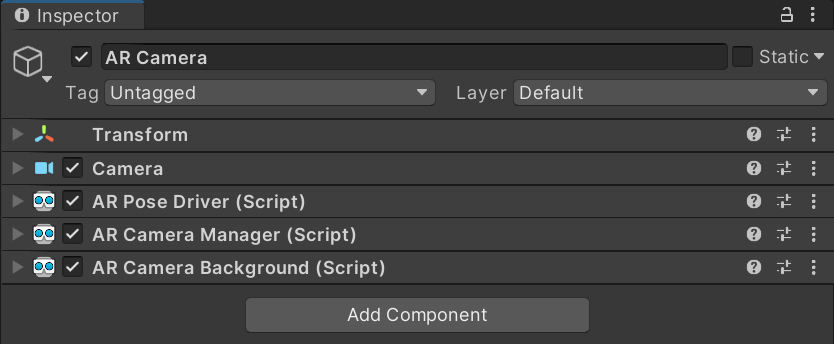 Inspector
AR Camera
Static
Tag Untagged Layer Default
Transform
Camera
AR Pose Driver (Script)
AR Camera Manager (Script)
AR Camera Background (Script)
Add Component